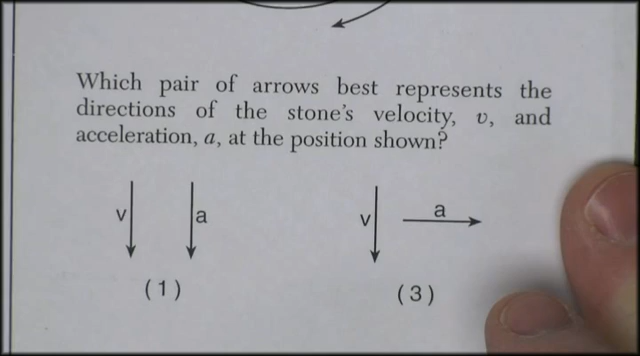 Which pair of arrows best represents the
directions of the stone's velocity, v, and
acceleration, a, at the position shown?
v a v a
(1) (3)